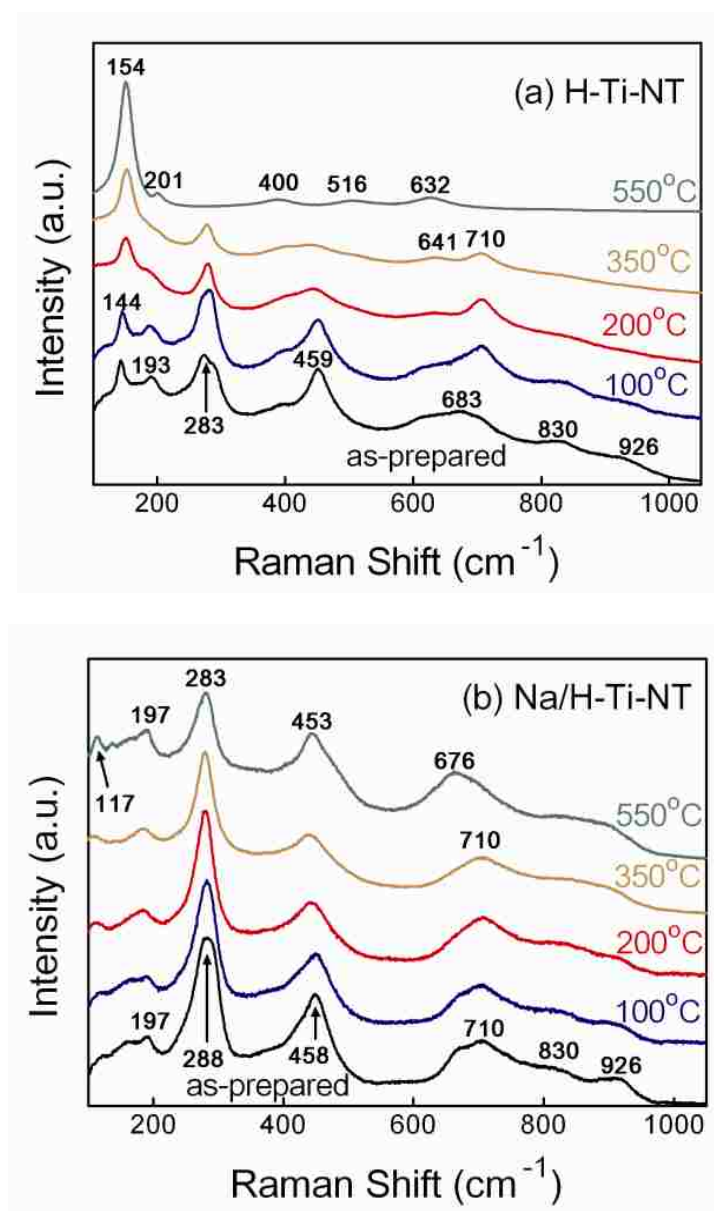 154
(a) H-Ti-NT
201
400
516
632
550°C
641
710
350°C
144
200°C
193
459
100°C
283
683
830
926
as-prepared
Intensity (a.u.)
200
400
600
800
1000
Raman Shift (cm⁻¹)
283
(b) Na/H-Ti-NT
197
453
676
117
550°C
710
350°C
200°C
100°C
197
288
458
710
830
926
as-prepared
Intensity (a.u.)
200
400
600
800
1000
Raman Shift (cm⁻¹)